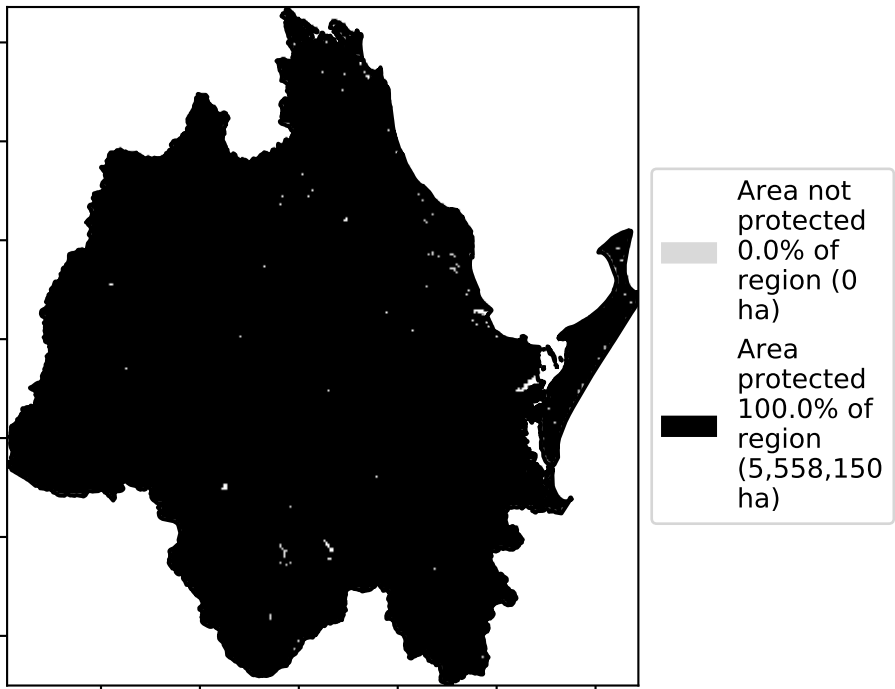 Area not
protected
0.0% of
region (0
ha)
Area
protected
100.0% of
region
(5,558,150
ha)